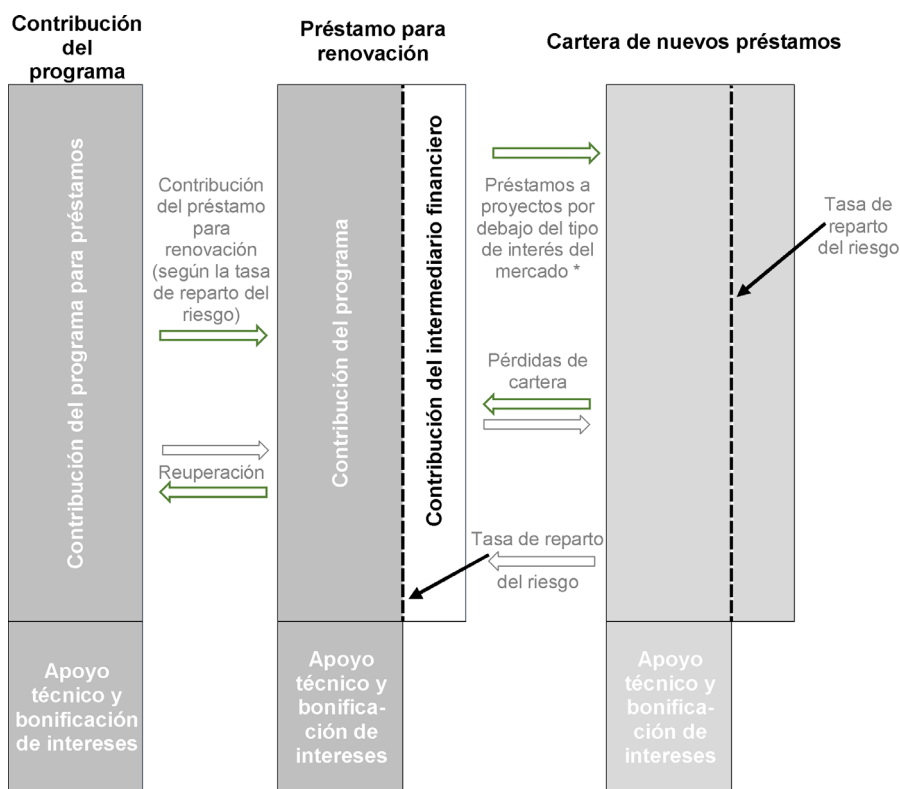 Contribución
del
programa
Préstamo para
renovación
Cartera de nuevos préstamos
Contribución del programa para préstamos
Contribución
del préstamo
para
renovación
(según la tasa
de reparto del
riesgo)
Reuperación
Contribución del programa
Contribución del intermediario financiero
Préstamos a
proyectos por
debajo del tipo
de interés del
mercado *
Pérdidas de
cartera
Tasa de reparto
del riesgo
Tasa de
reparto
del riesgo
Apoyo
técnico y
bonificación
de intereses
Apoyo
técnico y
bonifica-
ción de
intereses
Apoyo
técnico y
bonifica-
ción de
intereses